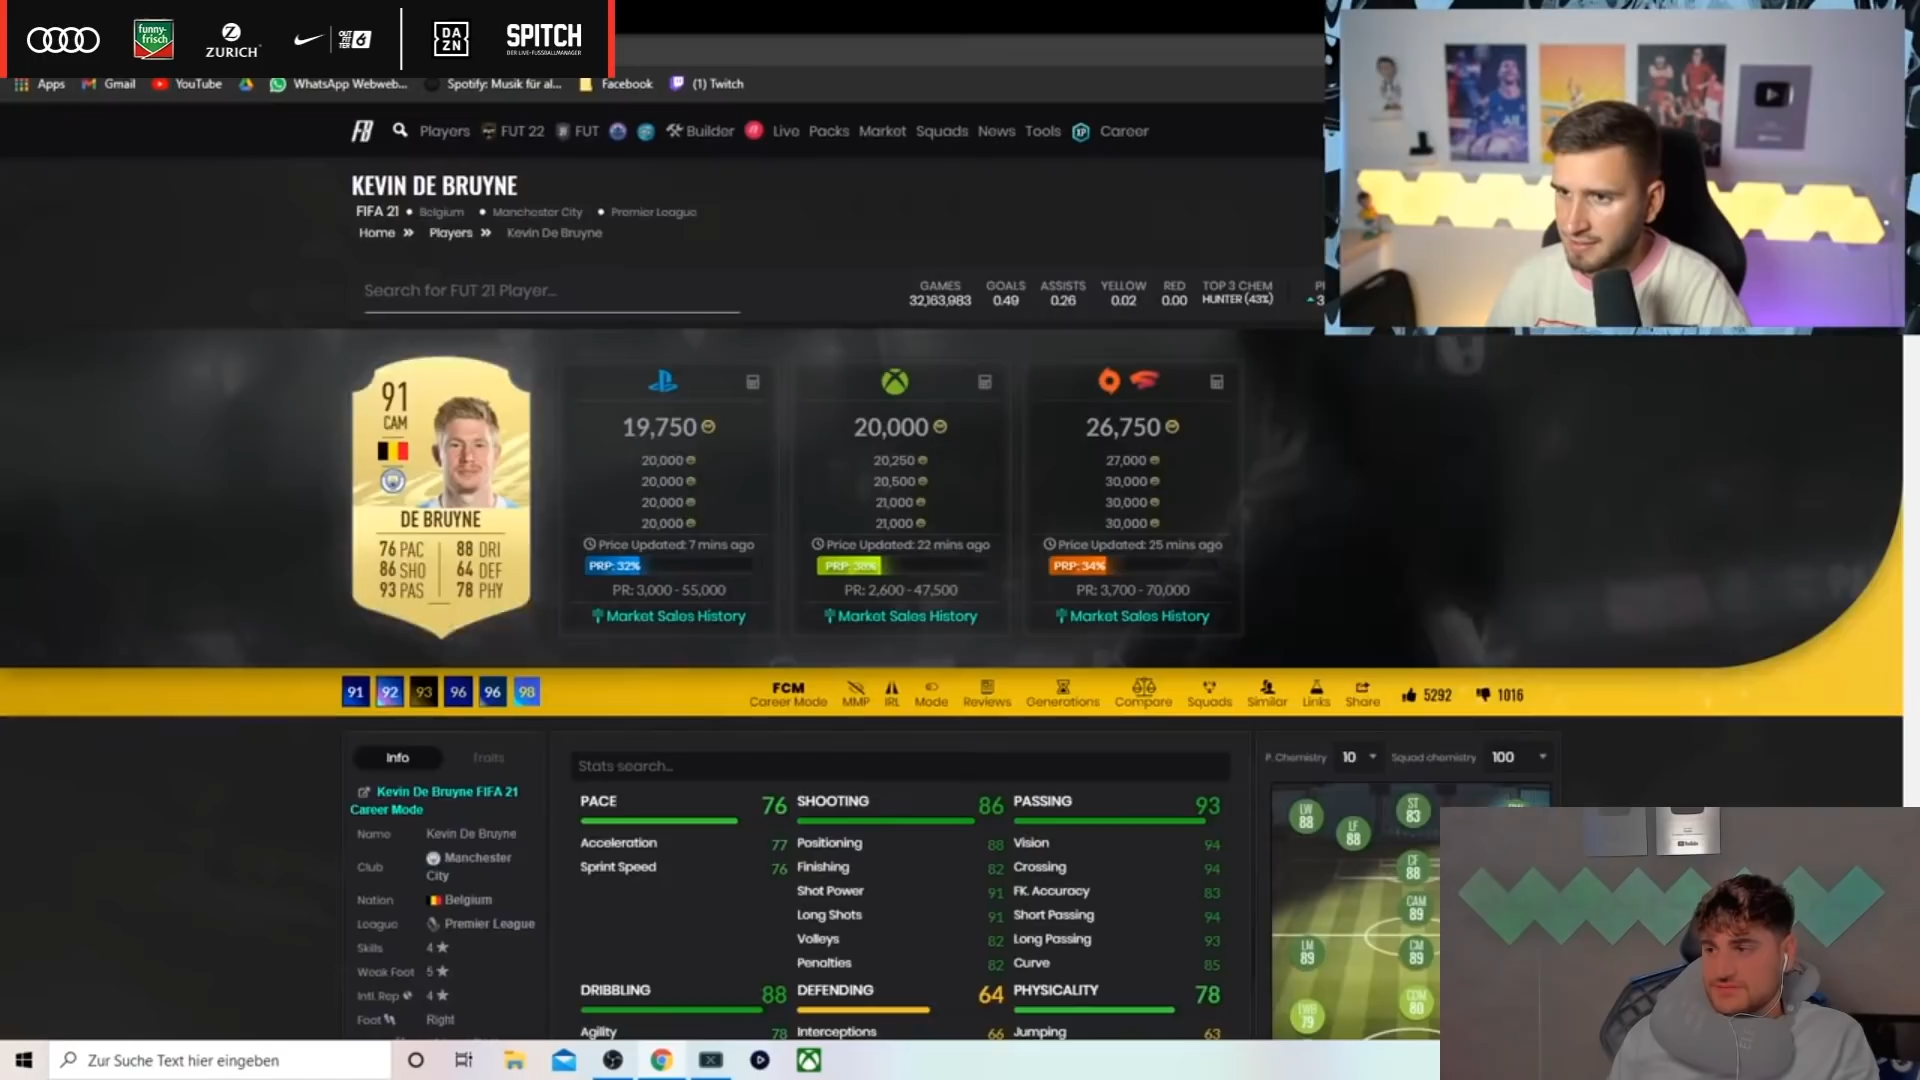 funny-frisch
ZURICH
OUT FIT TER
DAZN
SPITCH
DER LIVE-FUSSBALLMANAGER
Apps Gmail YouTube WhatsApp Webweb... Spotify: Musik für al... Facebook (1) Twitch
FB Players FUT 22 FUT Builder Live Packs Market Squads News Tools XP Career
KEVIN DE BRUYNE
FIFA 21 • Belgium • Manchester City • Premier League
Home » Players » Kevin De Bruyne
Search for FUT 21 Player...
GAMES GOALS ASSISTS YELLOW RED TOP 3 CHEM
32,163,983 0.49 0.26 0.02 0.00 HUNTER (43%)
91
CAM
DE BRUYNE
76 PAC 88 DRI
86 SHO 64 DEF
93 PAS 78 PHY
19,750
20,000
20,000
20,000
20,000
Price Updated: 7 mins ago
PRP: 32%
PR: 3,000 - 55,000
Market Sales History
20,000
20,250
20,500
21,000
21,000
Price Updated: 22 mins ago
PRP: 38%
PR: 2,600 - 47,500
Market Sales History
26,750
27,000
30,000
30,000
30,000
Price Updated: 25 mins ago
PRP: 34%
PR: 3,700 - 70,000
Market Sales History
91 92 93 96 96 98
FCM
Career Mode MMP IRL Mode Reviews Generations Compare Squads Similar Links Share 5292 1016
Info Traits
Kevin De Bruyne FIFA 21
Career Mode
Name Kevin De Bruyne
Club Manchester City
Nation Belgium
League Premier League
Skills 4★
Weak Foot 5★
Intl. Rep 4★
Foot Right
Stats search...
PACE 76 SHOOTING 86 PASSING 93
Acceleration 77 Positioning 88 Vision 94
Sprint Speed 76 Finishing 82 Crossing 94
Shot Power 91 FK. Accuracy 83
Long Shots 91 Short Passing 94
Volleys 82 Long Passing 93
Penalties 82 Curve 85
DRIBBLING 88 DEFENDING 64 PHYSICALITY 78
Agility 78 Interceptions 66 Jumping 63
P. Chemistry 10 Squad chemistry 100
LW 88
LF 88
ST 83
CF 88
CAM 89
LM 89
CM 89
LWB 79
CDM 80
Zur Suche Text hier eingeben